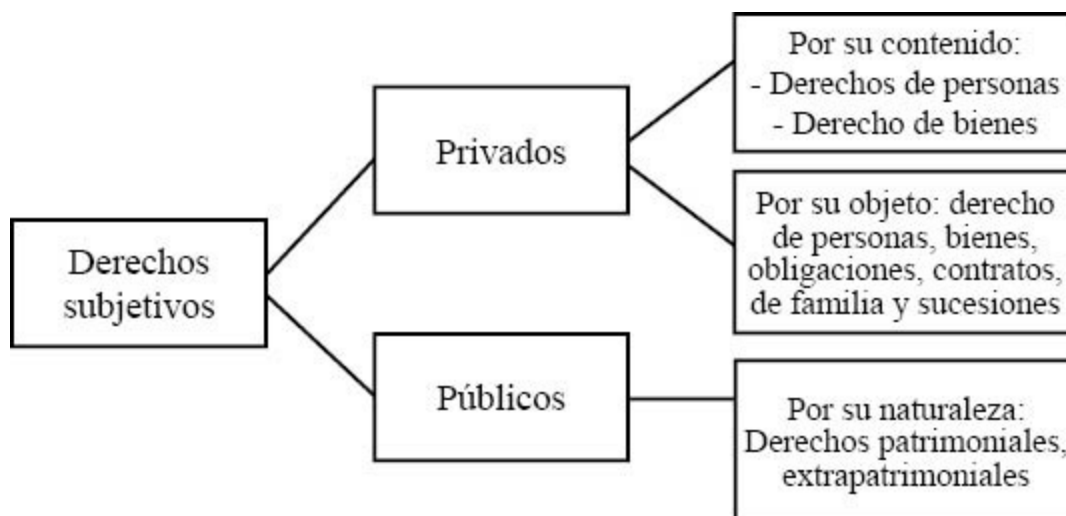 Derechos
subjetivos
Privados
Públicos
Por su contenido:
- Derechos de personas
- Derecho de bienes
Por su objeto: derecho
de personas, bienes,
obligaciones, contratos,
de familia y sucesiones
Por su naturaleza:
Derechos patrimoniales,
extrapatrimoniales